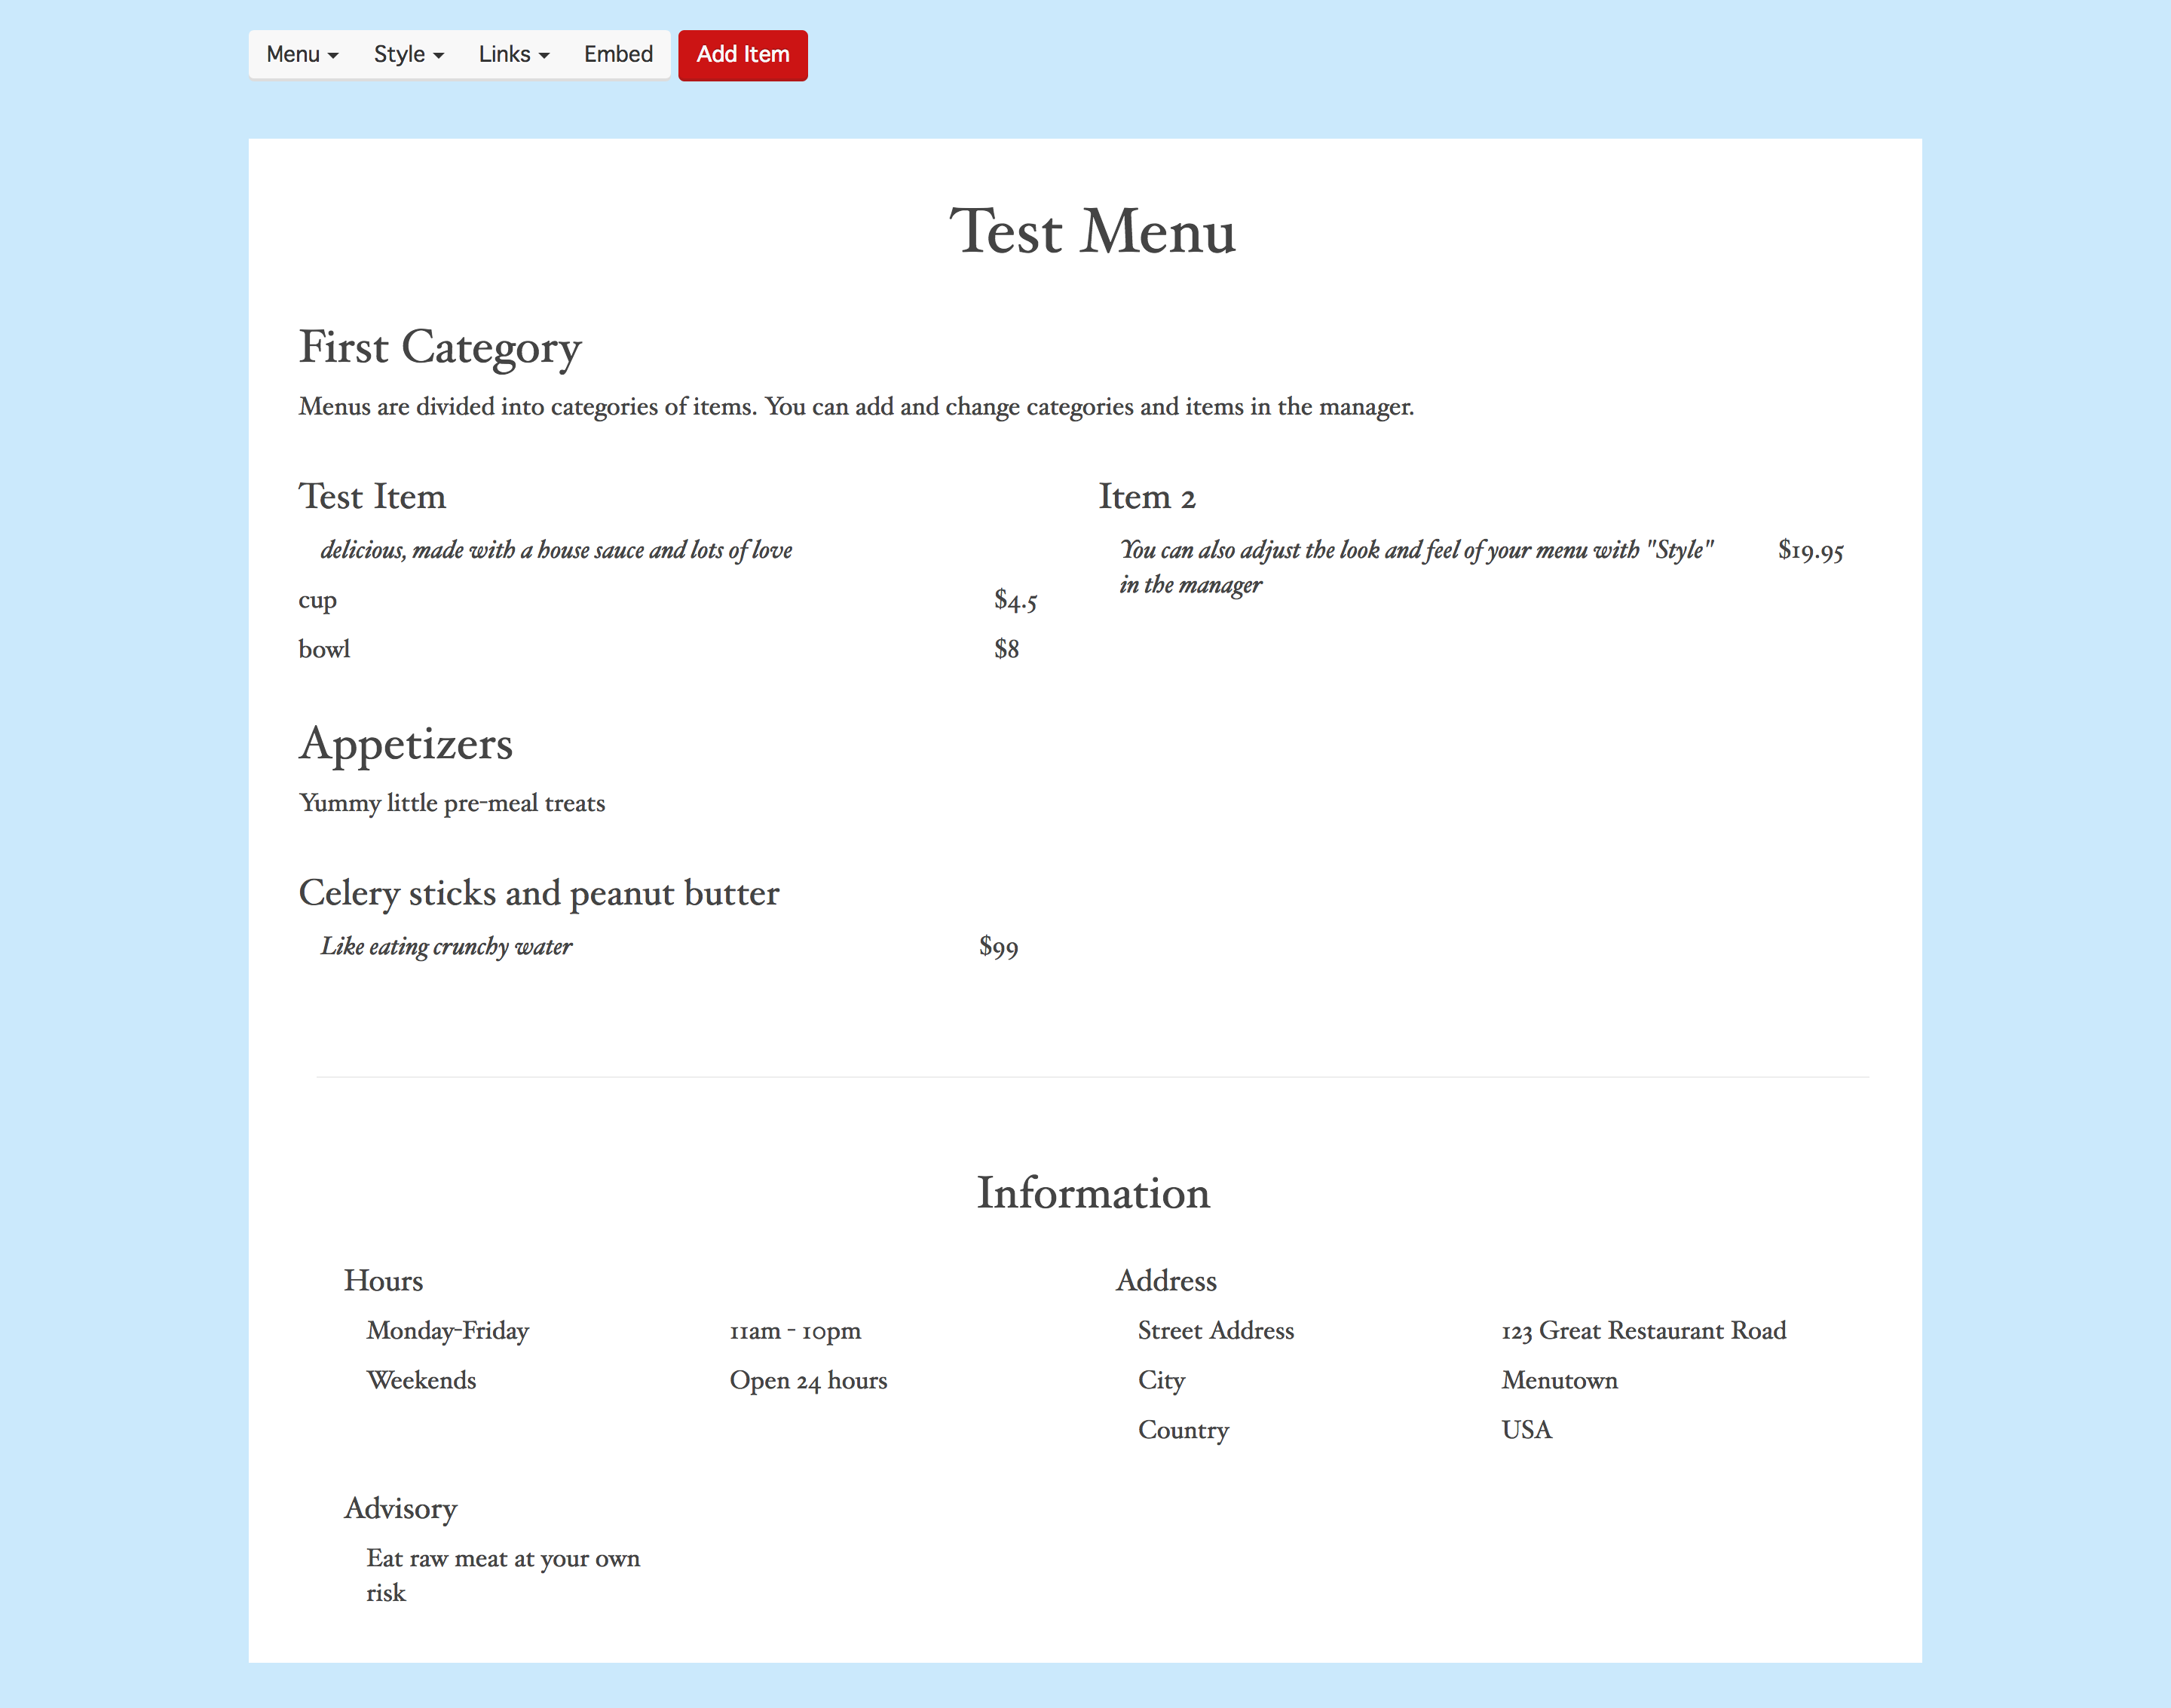 Menu Style Links Embed Add Item
Test Menu
First Category
Menus are divided into categories of items. You can add and change categories and items in the manager.
Test Item
delicious, made with a house sauce and lots of love
cup $4.5
bowl $8
Item 2
You can also adjust the look and feel of your menu with "Style" $19.95
in the manager
Appetizers
Yummy little pre-meal treats
Celery sticks and peanut butter
Like eating crunchy water $99
Information
Hours
Monday-Friday 11am - 10pm
Weekends Open 24 hours
Address
Street Address 123 Great Restaurant Road
City Menutown
Country USA
Advisory
Eat raw meat at your own
risk